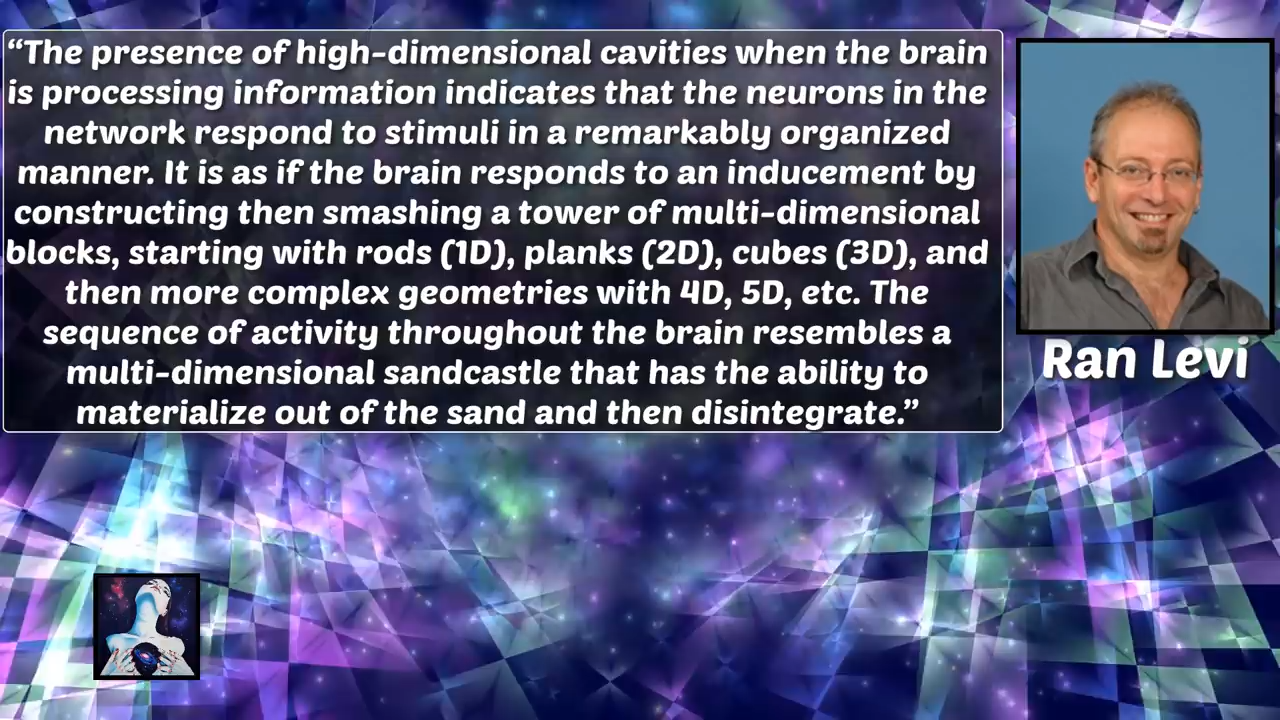 “The presence of high-dimensional cavities when the brain
is processing information indicates that the neurons in the
network respond to stimuli in a remarkably organized
manner. It is as if the brain responds to an inducement by
constructing then smashing a tower of multi-dimensional
blocks, starting with rods (1D), planks (2D), cubes (3D), and
then more complex geometries with 4D, 5D, etc. The
sequence of activity throughout the brain resembles a
multi-dimensional sandcastle that has the ability to
materialize out of the sand and then disintegrate.”
Ran Levi